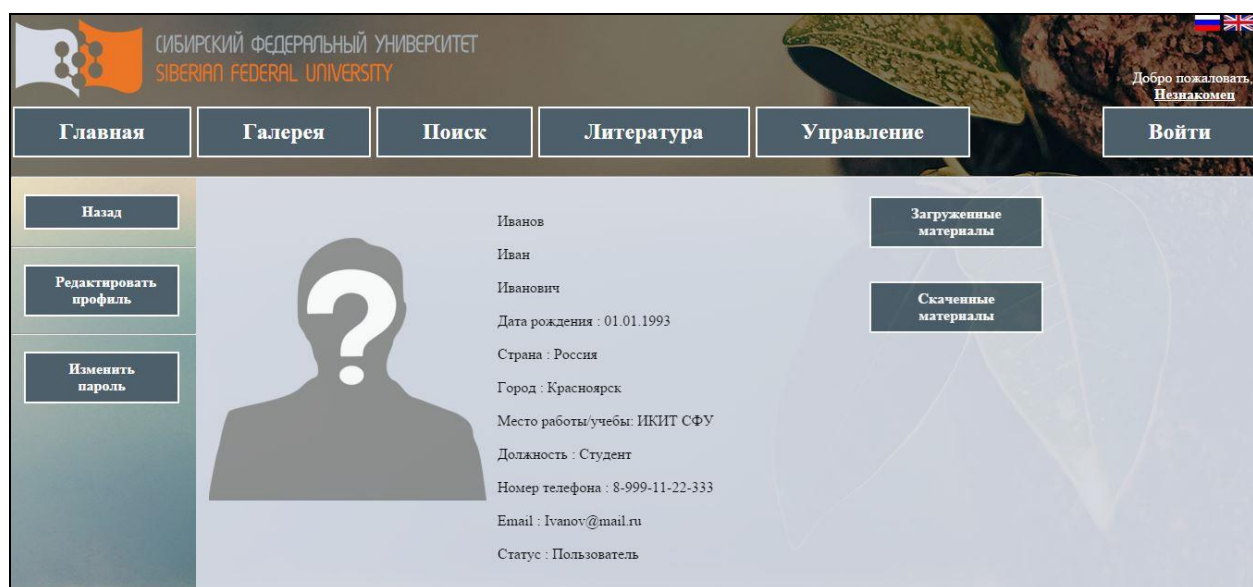 СИБИРСКИЙ ФЕДЕРАЛЬНЫЙ УНИВЕРСИТЕТ
SIBERIAN FEDERAL UNIVERSITY
Добро пожаловать,
Незнакомец
Главная
Галерея
Поиск
Литература
Управление
Войти
Назад
Редактировать
профиль
Изменить
пароль
Иванов
Иван
Иванович
Дата рождения : 01.01.1993
Страна : Россия
Город : Красноярск
Место работы/учебы: ИКИТ СФУ
Должность : Студент
Номер телефона : 8-999-11-22-333
Email : Ivanov@mail.ru
Статус : Пользователь
Загруженные
материалы
Скаченные
материалы